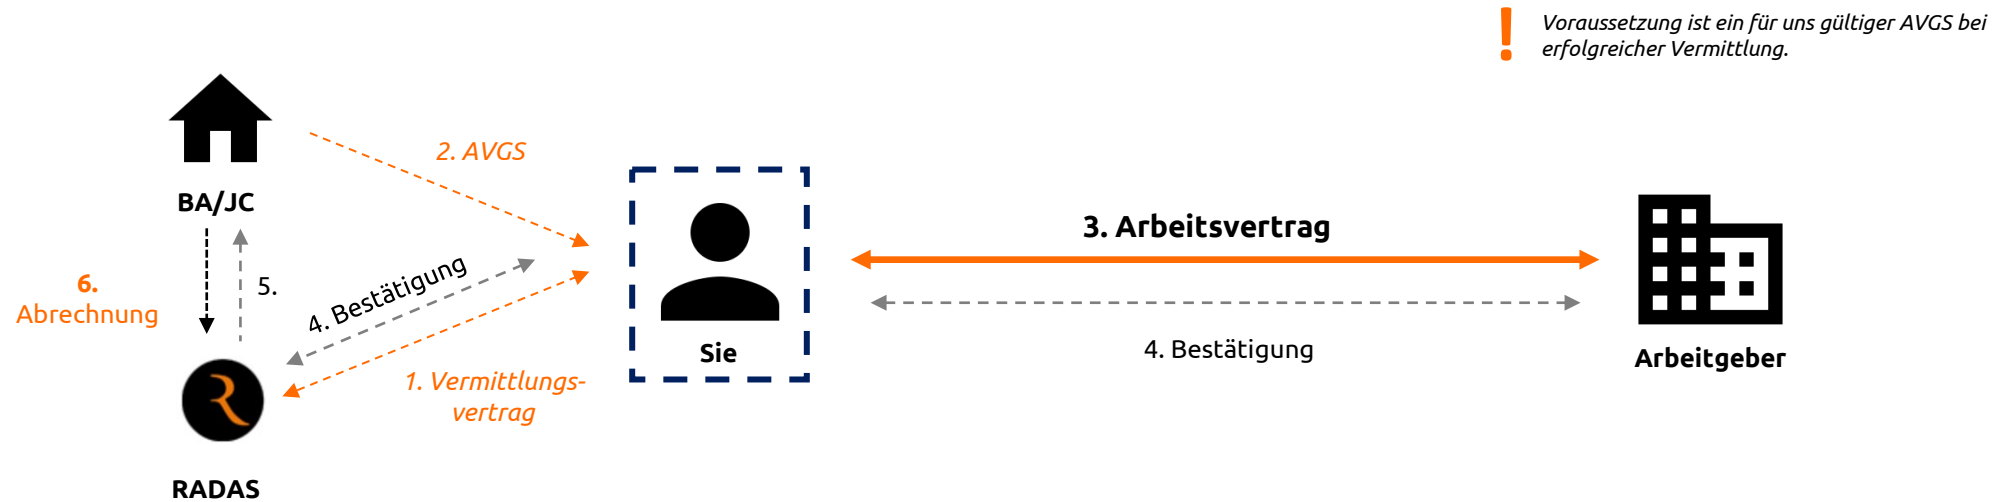 Voraussetzung ist ein für uns gültiger AVGS bei
erfolgreicher Vermittlung.
2. AVGS
BA/JC
3. Arbeitsvertrag
6.
Abrechnung
5.
4. Bestätigung
Sie
4. Bestätigung
Arbeitgeber
1. Vermittlungs-
vertrag
R
RADAS